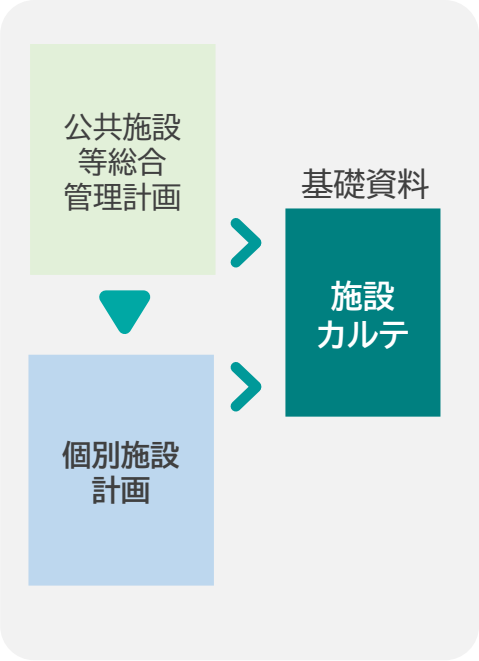 公共施設
等総合
管理計画
基礎資料
施設
カルテ
個別施設
計画